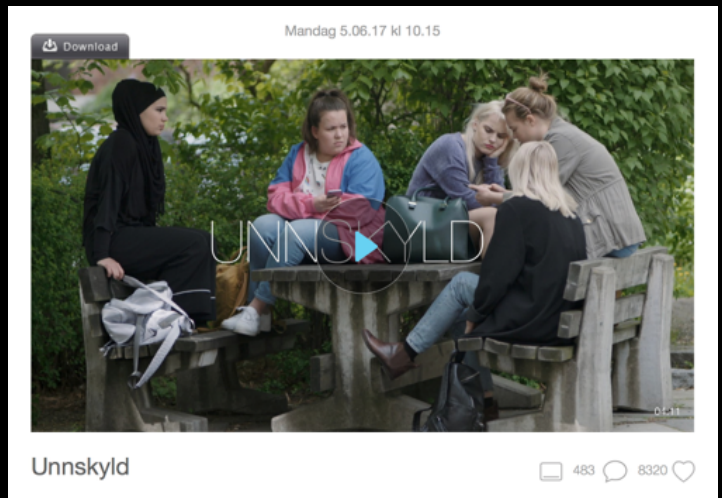 Mandag 5.06.17 kl 10.15
Download
UNNSKYLD
01:11
Unnskyld
483 8320